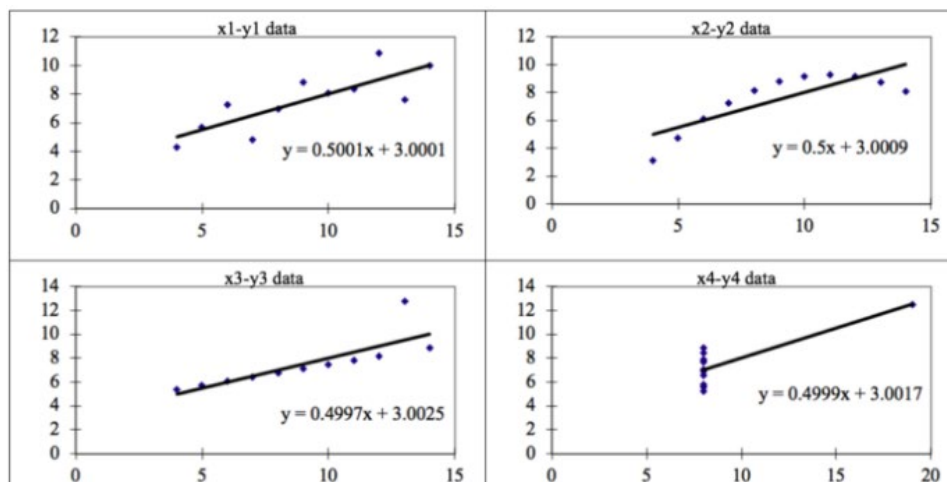 x1-y1 data
12
10
8
6
4
2
0
y = 0.5001x + 3.0001
0 5 10 15
x2-y2 data
12
10
8
6
4
2
0
y = 0.5x + 3.0009
0 5 10 15
x3-y3 data
14
12
10
8
6
4
2
0
y = 0.4997x + 3.0025
0 5 10 15
x4-y4 data
14
12
10
8
6
4
2
0
y = 0.4999x + 3.0017
0 5 10 15 20